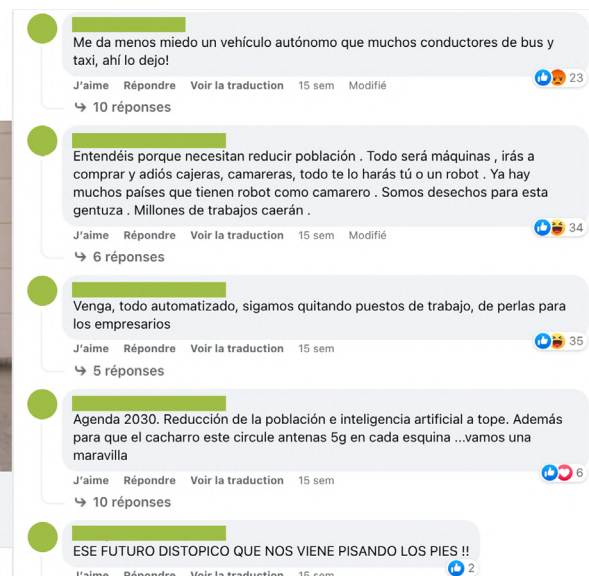 Me da menos miedo un vehículo autónomo que muchos conductores de bus y
taxi, ahí lo dejo!
J'aime Répondre Voir la traduction 15 sem Modifié
23
10 réponses
Entendéis porque necesitan reducir población . Todo será máquinas , irás a
comprar y adiós cajeras, camareras, todo te lo harás tú o un robot . Ya hay
muchos países que tienen robot como camarero . Somos desechos para esta
gentuza . Millones de trabajos caerán .
J'aime Répondre Voir la traduction 15 sem Modifié
34
6 réponses
Venga, todo automatizado, sigamos quitando puestos de trabajo, de perlas para
los empresarios
J'aime Répondre Voir la traduction 15 sem
35
5 réponses
Agenda 2030. Reducción de la población e inteligencia artificial a tope. Además
para que el cacharro este circule antenas 5g en cada esquina ...vamos una
maravilla
J'aime Répondre Voir la traduction 15 sem
6
10 réponses
ESE FUTURO DISTOPICO QUE NOS VIENE PISANDO LOS PIES !!
2
J'aime Répondre Voir la traduction 15 sem